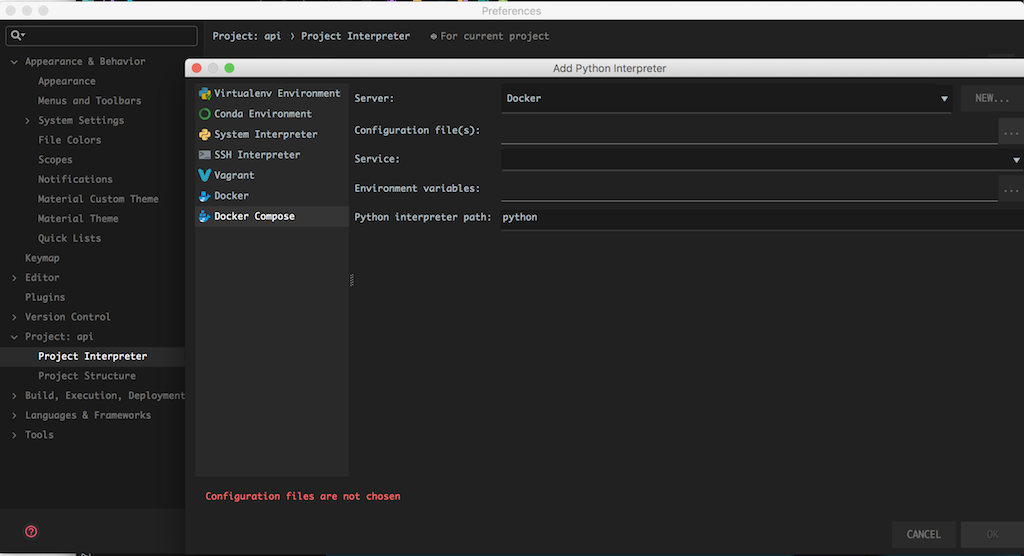 Preferences
Project: api › Project Interpreter For current project
Appearance & Behavior
Appearance
Menus and Toolbars
System Settings
File Colors
Scopes
Notifications
Material Custom Theme
Material Theme
Quick Lists
Keymap
Editor
Plugins
Version Control
Project: api
Project Interpreter
Project Structure
Build, Execution, Deployment
Languages & Frameworks
Tools
Add Python Interpreter
Virtualenv Environment
Conda Environment
System Interpreter
SSH Interpreter
Vagrant
Docker
Docker Compose
Server: Docker NEW...
Configuration file(s): ...
Service:
Environment variables: ...
Python interpreter path: python
Configuration files are not chosen
CANCEL OK